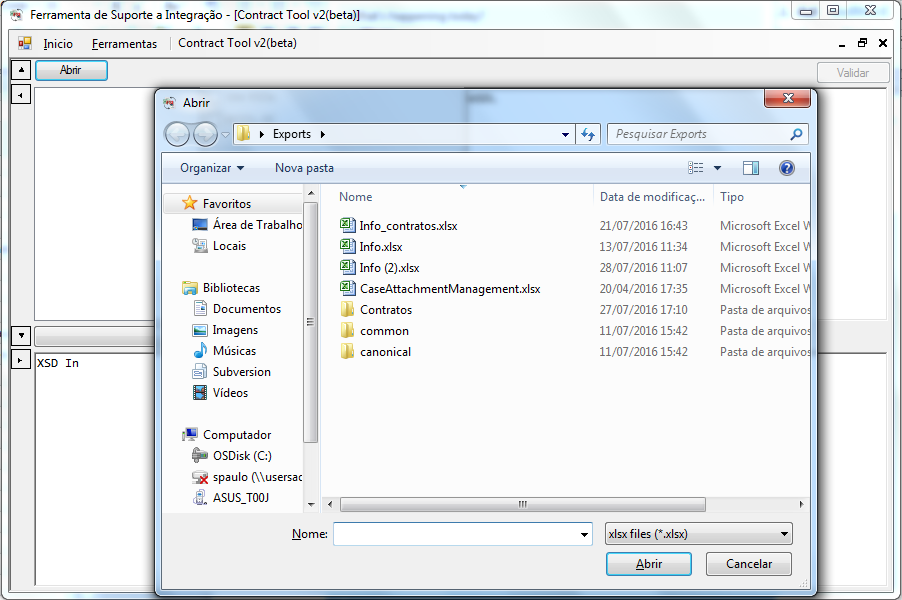 Ferramenta de Suporte a Integração - [Contract Tool v2(beta)]
Inicio Ferramentas Contract Tool v2(beta)
Abrir Validar
Abrir
Exports Pesquisar Exports
Organizar Nova pasta
Nome Data de modificaç... Tipo
Favoritos
Área de Trabalho
Locais
Bibliotecas
Documentos
Imagens
Músicas
Subversion
Vídeos
Computador
OSDisk (C:)
spaulo (\\usersac
ASUS_T00J
Info_contratos.xlsx 21/07/2016 16:43 Microsoft Excel W
Info.xlsx 13/07/2016 11:34 Microsoft Excel W
Info (2).xlsx 28/07/2016 11:07 Microsoft Excel W
CaseAttachmentManagement.xlsx 20/04/2016 17:35 Microsoft Excel W
Contratos 27/07/2016 17:10 Pasta de arquivos
common 11/07/2016 15:42 Pasta de arquivos
canonical 11/07/2016 15:42 Pasta de arquivos
XSD In
Nome: xlsx files (*.xlsx)
Abrir Cancelar